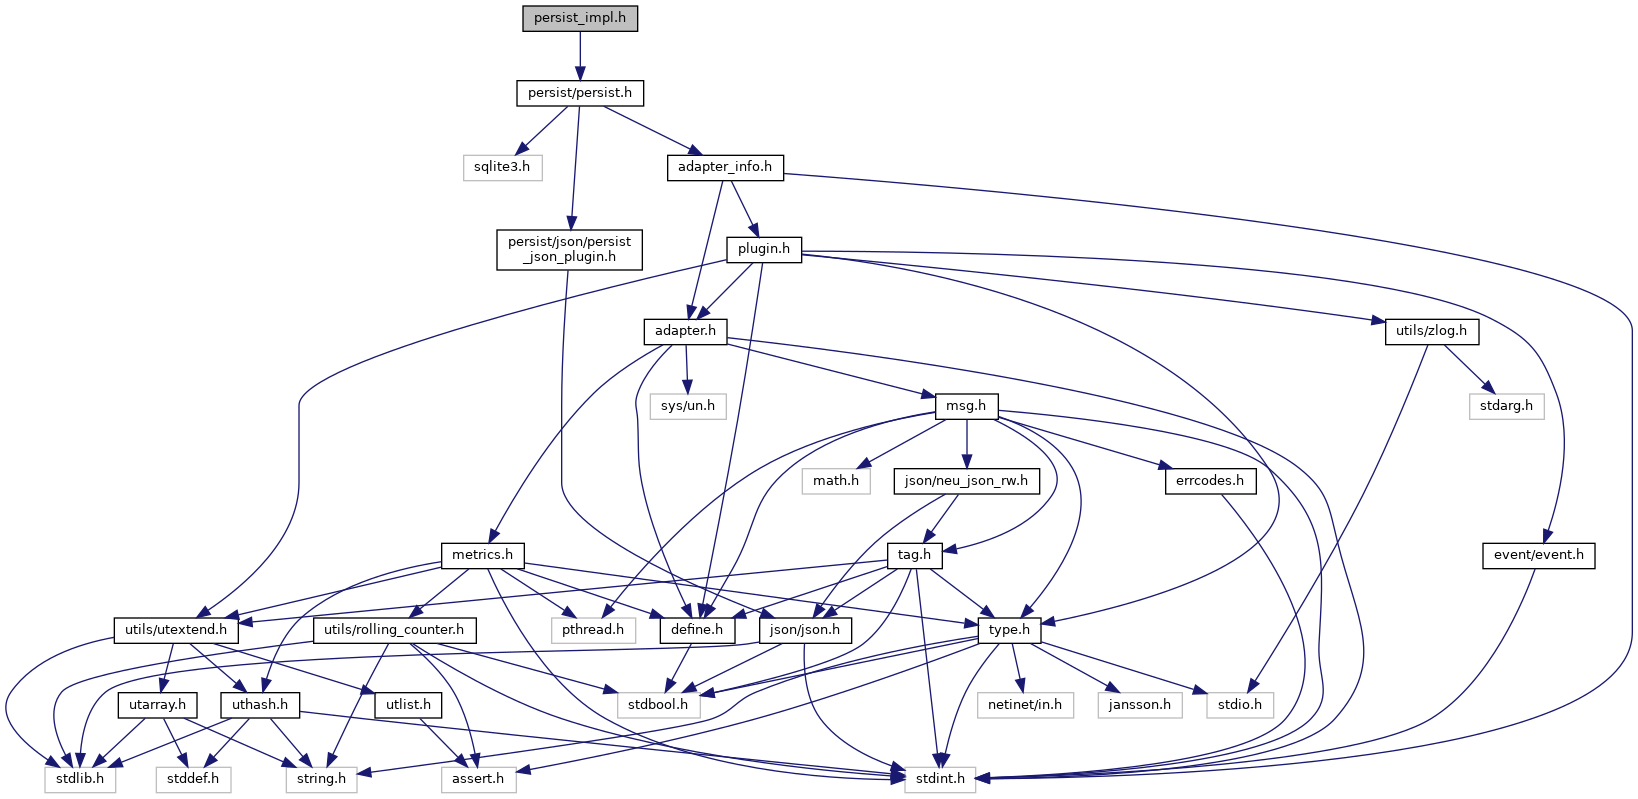 persist_impl.h
persist/persist.h
sqlite3.h
adapter_info.h
persist/json/persist
_json_plugin.h
plugin.h
adapter.h
utils/zlog.h
sys/un.h
msg.h
stdarg.h
math.h
json/neu_json_rw.h
errcodes.h
metrics.h
tag.h
event/event.h
utils/utextend.h
utils/rolling_counter.h
pthread.h
define.h
json/json.h
type.h
utarray.h
uthash.h
utlist.h
stdbool.h
netinet/in.h
jansson.h
stdio.h
stdlib.h
stddef.h
string.h
assert.h
stdint.h